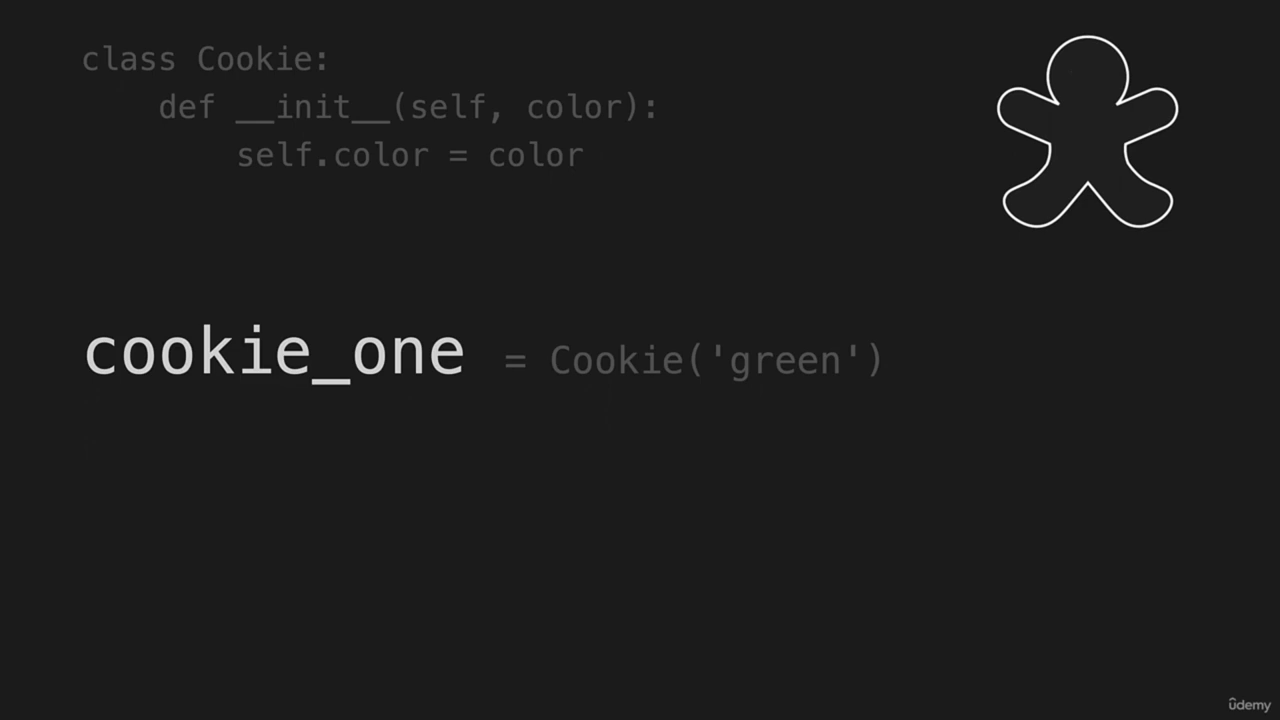 class Cookie:
    def __init__(self, color):
        self.color = color
cookie_one = Cookie('green')
ûdemy